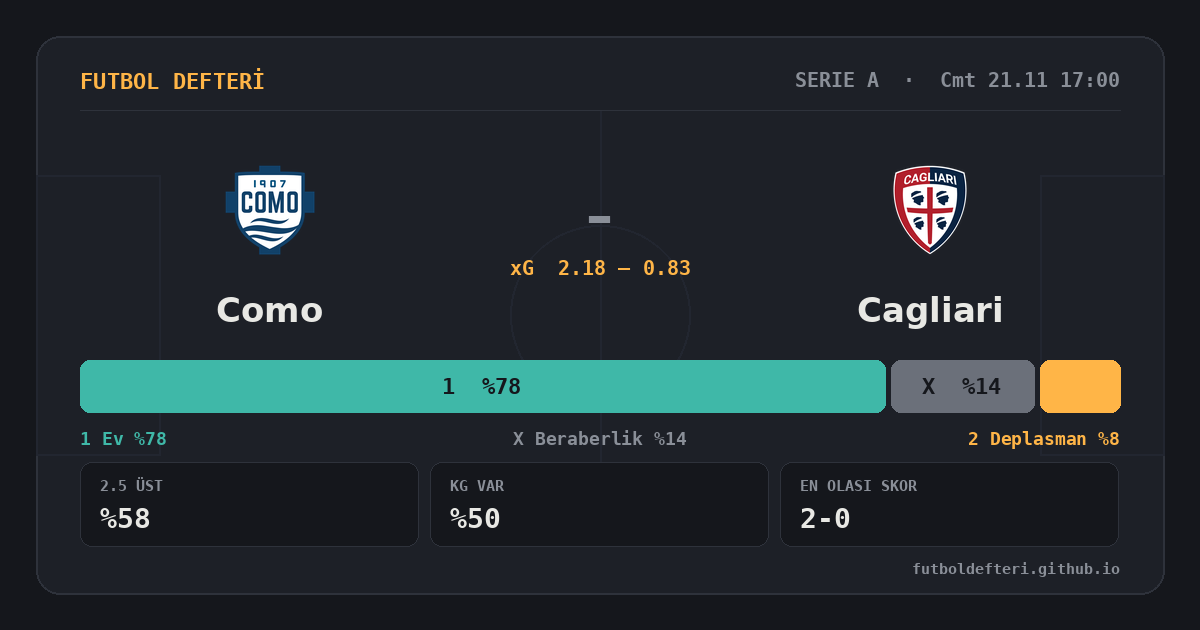 FUTBOL DEFTERİ
SERIE A · Cmt 21.11 17:00
1907
COMO
CAGLIARI
–
xG 2.18 – 0.83
Como
Cagliari
1 %78
X %14
1 Ev %78
X Beraberlik %14
2 Deplasman %8
2.5 ÜST
%58
KG VAR
%50
EN OLASI SKOR
2-0
futboldefteri.github.io